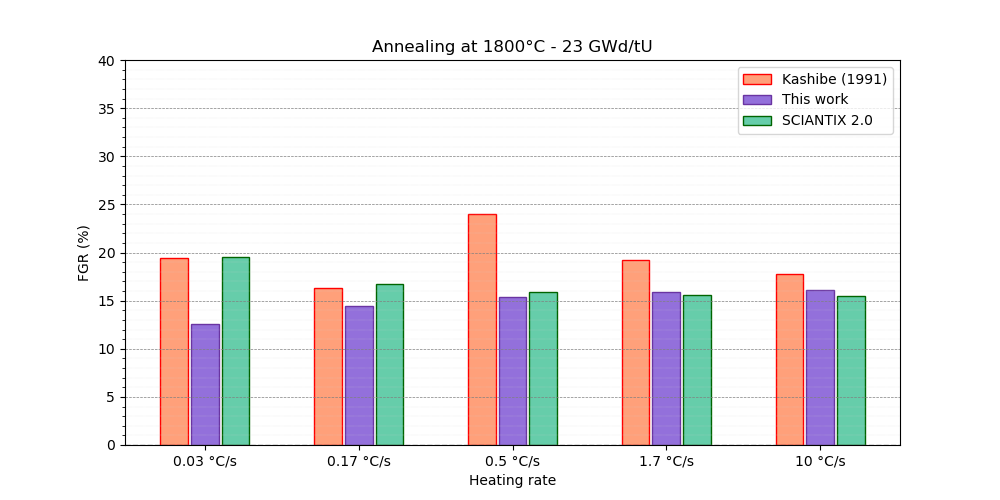 Annealing at 1800°C - 23 GWd/tU
Kashibe (1991)
This work
SCIANTIX 2.0
FGR (%)
40
35
30
25
20
15
10
5
0
0.03 °C/s
0.17 °C/s
0.5 °C/s
1.7 °C/s
10 °C/s
Heating rate